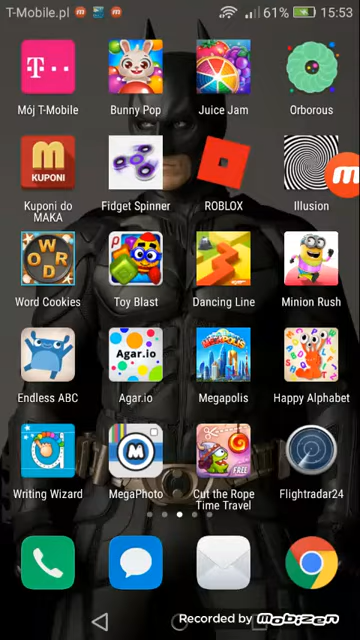 T-Mobile.pl
61%
15:53
Mój T-Mobile
Bunny Pop
Juice Jam
Orborous
KUPONI
Kuponi do MAKA
Fidget Spinner
ROBLOX
Illusion
WORD
Word Cookies
Toy Blast
Dancing Line
Minion Rush
Endless ABC
Agar.io
Agar.io
MEGAPOLIS
Megapolis
Happy Alphabet
Writing Wizard
M
MegaPhoto
FREE
Cut the Rope
Time Travel
Flightradar24
Recorded by Mobizen